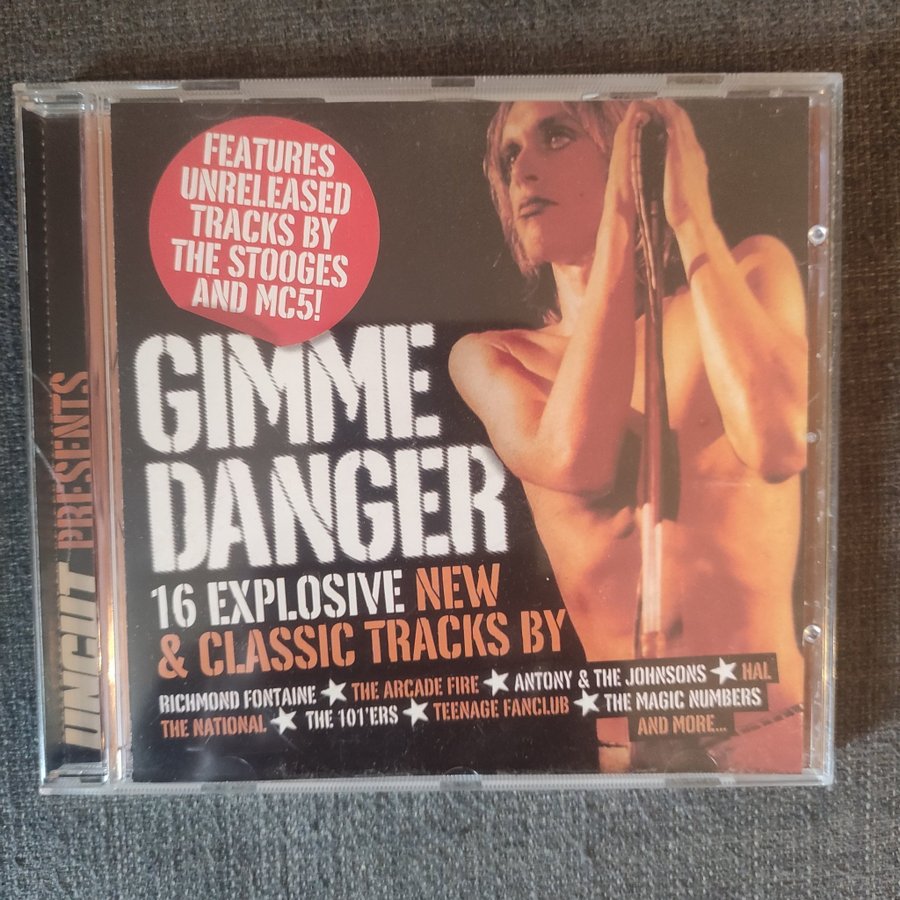 FEATURES
UNRELEASED
TRACKS BY
THE STOOGES
AND MC5!
GIMME
DANGER
16 EXPLOSIVE NEW
& CLASSIC TRACKS BY
RICHMOND FONTAINE ★ THE ARCADE FIRE ★ ANTONY & THE JOHNSONS ★ HAL
THE NATIONAL ★ THE 101'ERS ★ TEENAGE FANCLUB ★ THE MAGIC NUMBERS
AND MORE...
UNCUT PRESENTS